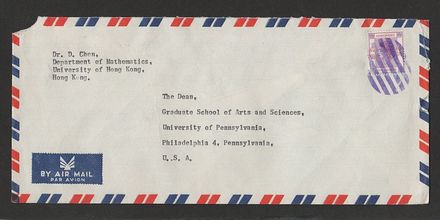 Dr. D. Chen,
Department of Mathematics,
University of Hong Kong,
Hong Kong.
The Dean,
Graduate School of Arts and Sciences,
University of Pennsylvania,
Philadelphia 4, Pennsylvania,
U. S. A.
BY AIR MAIL
PAR AVION